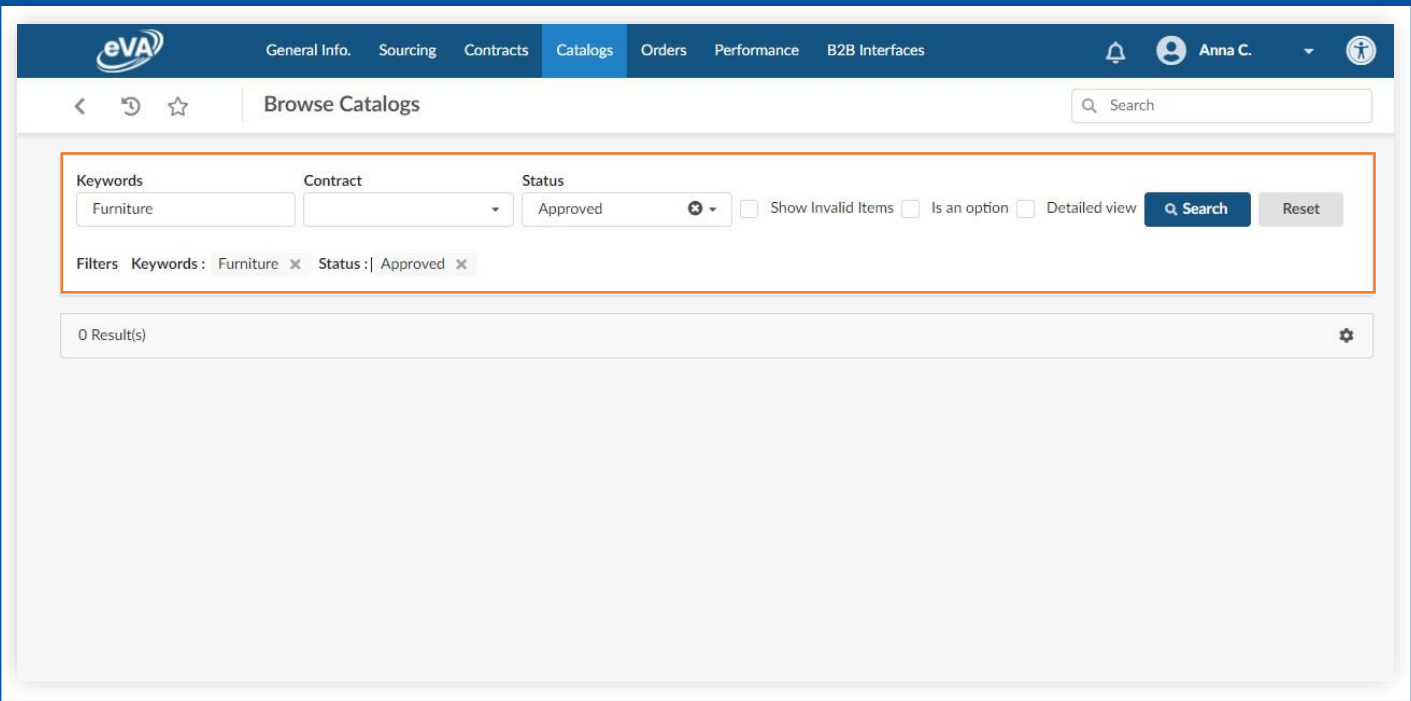 eVA General Info. Sourcing Contracts Catalogs Orders Performance B2B Interfaces Anna C.
Browse Catalogs Search
Keywords Contract Status
Furniture Approved Show Invalid Items Is an option Detailed view Search Reset
Filters Keywords : Furniture Status : Approved
0 Result(s)